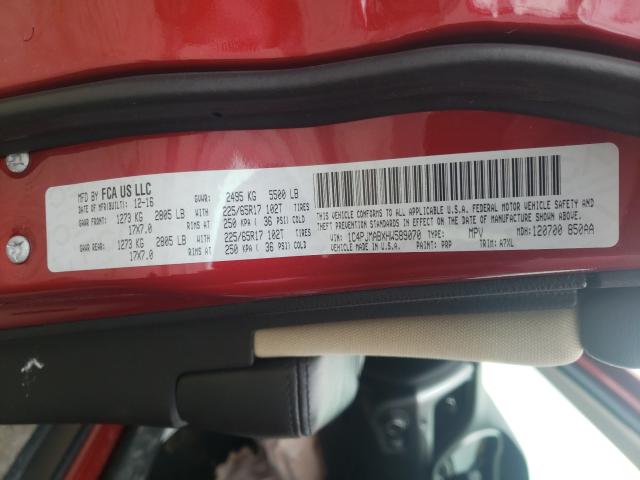 MFD BY FCA US LLC
DATE OF MFR(BUILT): 12-16
GVWR: 2495 KG 5500 LB
GAWR FRONT: 1273 KG 2805 LB WITH 225/65R17 102T TIRES
17X7.0 RIMS AT 250 KPA ( 36 PSI) COLD
GAWR REAR: 1273 KG 2805 LB WITH 225/65R17 102T TIRES
17X7.0 RIMS AT 250 KPA ( 36 PSI) COLD
THIS VEHICLE CONFORMS TO ALL APPLICABLE U.S.A. FEDERAL MOTOR VEHICLE SAFETY, BUMPER AND
THEFT PREVENTION STANDARDS IN EFFECT ON THE DATE OF MANUFACTURE SHOWN ABOVE.
VIN: 1C4PJMABXHW589070 TYPE: MPV MDH: 120700 850AA
VEHICLE MADE IN U.S.A. PAINT: PRP TRIM: A7XL